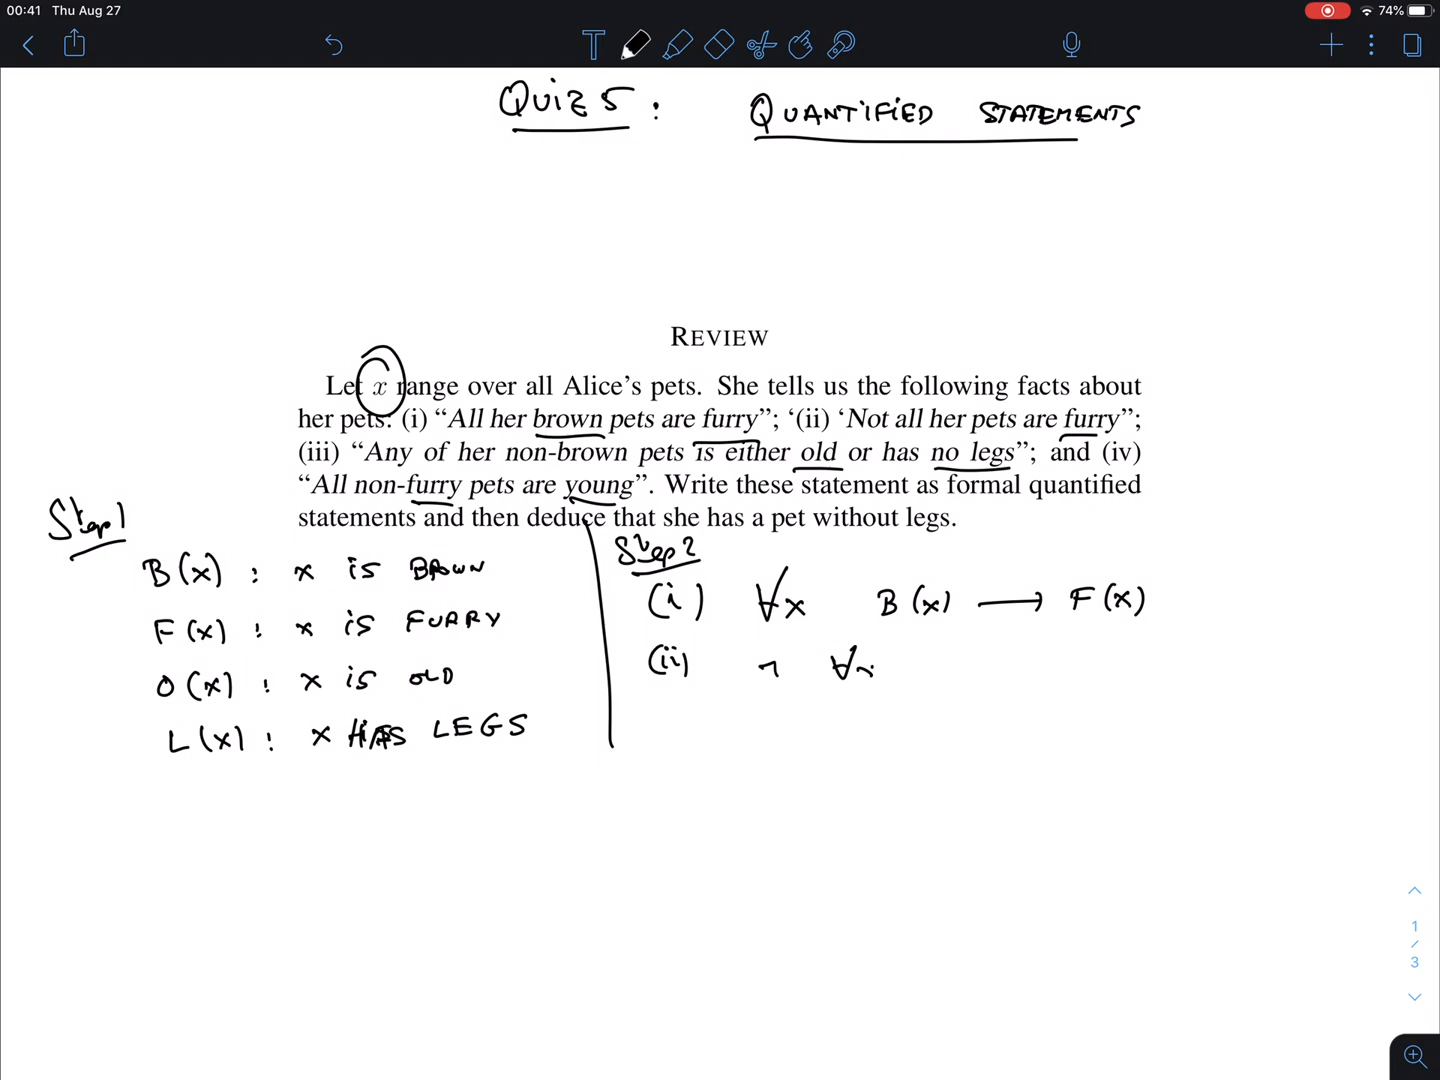 00:41 Thu Aug 27
74%
T
Quiz 5 : QUANTIFIED STATEMENTS
REVIEW
Let x range over all Alice’s pets. She tells us the following facts about
her pets: (i) “All her brown pets are furry”; ‘(ii) ‘Not all her pets are furry”;
(iii) “Any of her non-brown pets is either old or has no legs”; and (iv)
“All non-furry pets are young”. Write these statement as formal quantified
statements and then deduce that she has a pet without legs.
Step 1
B(x) : x is BROWN
F(x) : x is FURRY
O(x) : x is OLD
L(x) : x HAS LEGS
Step 2
(i) ∀x B(x) → F(x)
(ii) ¬ ∀
1
/
3